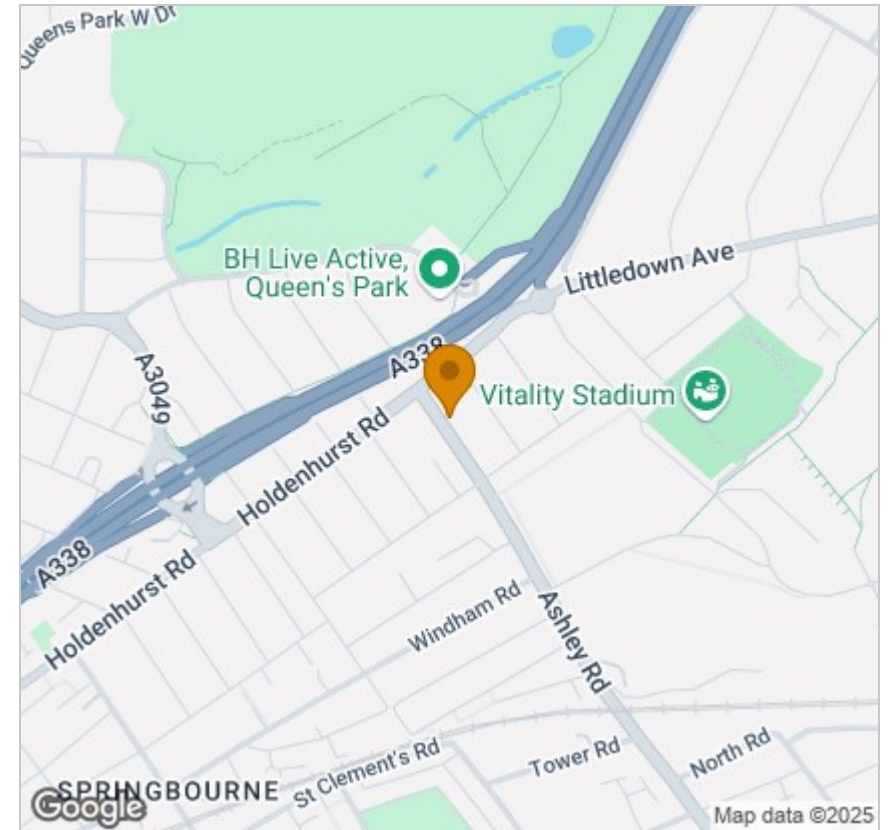 Queens Park W Dr
BH Live Active,
Queen's Park
Littledown Ave
A338
A3049
Vitality Stadium
Holdenhurst Rd
A338
Holdenhurst Rd
Windham Rd
Ashley Rd
St Clement's Rd
Tower Rd
North Rd
SPRINGBOURNE
Google
Map data ©2025